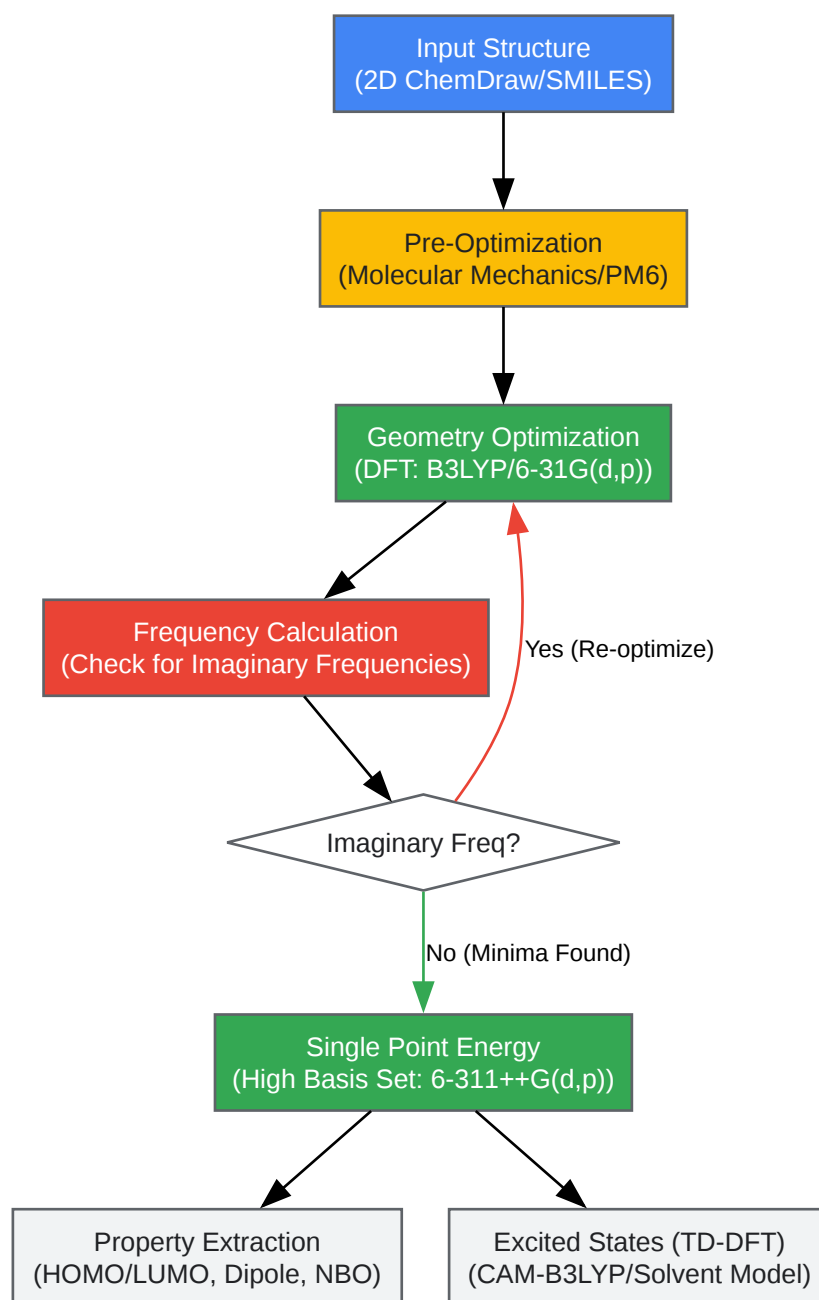 Input Structure
(2D ChemDraw/SMILES)
Pre-Optimization
(Molecular Mechanics/PM6)
Geometry Optimization
(DFT: B3LYP/6-31G(d,p))
Frequency Calculation
(Check for Imaginary Frequencies)
Yes (Re-optimize)
Imaginary Freq?
No (Minima Found)
Single Point Energy
(High Basis Set: 6-311++G(d,p))
Property Extraction
(HOMO/LUMO, Dipole, NBO)
Excited States (TD-DFT)
(CAM-B3LYP/Solvent Model)